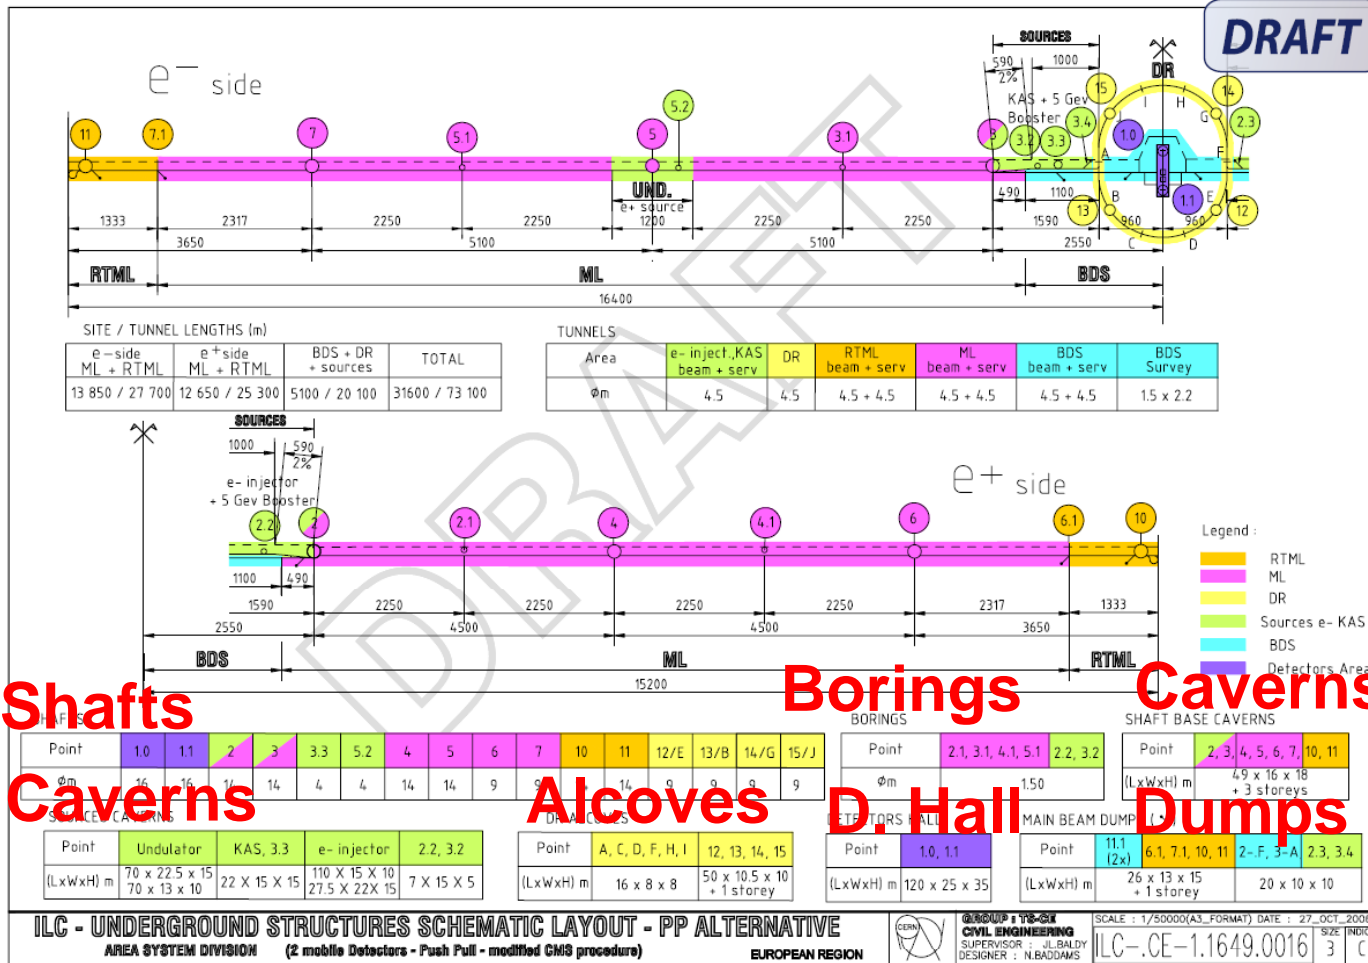 DRAFT
SOURCES
e- side
590
2%
1000
DR
KAS + 5 Gev
Booster
15
14
I
H
J
G
11
7.1
7
5.1
5
5.2
3.1
3
3.2
3.3
3.4
A
1.0
F
2.3
UND.
e+ source
490
1100
B
1.1
E
13
12
1333
2317
2250
2250
1200
2250
2250
1590
960
960
C
D
3650
5100
5100
2550
RTML
ML
BDS
16400
DRAFT
SITE / TUNNEL LENGTHS (m)
e-side ML + RTML
e+side ML + RTML
BDS + DR + sources
TOTAL
13 850 / 27 700
12 650 / 25 300
5100 / 20 100
31600 / 73 100
TUNNELS
Area
e- inject.,KAS beam + serv
DR
RTML beam + serv
ML beam + serv
BDS beam + serv
BDS Survey
Øm
4.5
4.5
4.5 + 4.5
4.5 + 4.5
4.5 + 4.5
1.5 x 2.2
SOURCES
1000
590
2%
e- injector
+ 5 Gev Booster
e+ side
2.2
2
2.1
4
4.1
6
6.1
10
1100
490
1590
2250
2250
2250
2250
2317
1333
2550
4500
4500
3650
BDS
ML
RTML
15200
Legend :
RTML
ML
DR
Sources e- KAS
BDS
Detectors Area
Shafts
Borings
Caverns
Point
1.0
1.1
2
3
3.3
5.2
4
5
6
7
10
11
12/E
13/B
14/G
15/J
Øm
16
16
14
14
4
4
14
14
9
14
9
9
9
9
BORINGS
Point
2.1, 3.1, 4.1, 5.1
2.2, 3.2
Øm
1.50
SHAFT BASE CAVERNS
Point
2, 3, 4, 5, 6, 7,
10, 11
(LxWxH) m
49 x 16 x 18
+ 3 storeys
Caverns
Alcoves
D. Hall
Dumps
Point
Undulator
KAS, 3.3
e- injector
2.2, 3.2
(LxWxH) m
70 x 22.5 x 15
70 x 13 x 10
22 X 15 X 15
110 X 15 X 10
27.5 X 22X 15
7 X 15 X 5
Point
A, C, D, F, H, I
12, 13, 14, 15
(LxWxH) m
16 x 8 x 8
50 x 10.5 x 10
+ 1 storey
Point
1.0, 1.1
(LxWxH) m
120 x 25 x 35
MAIN BEAM DUMP
Point
11.1
(2x)
6.1, 7.1, 10, 11
2-.F, 3-A
2.3, 3.4
(LxWxH) m
26 x 13 x 15
+ 1 storey
20 x 10 x 10
ILC - UNDERGROUND STRUCTURES SCHEMATIC LAYOUT - PP ALTERNATIVE
AREA SYSTEM DIVISION (2 mobile Detectors - Push Pull - modified CMS procedure) EUROPEAN REGION
CERN
GROUP : TS-CE
CIVIL ENGINEERING
SUPERVISOR : JL.BALDY
DESIGNER : N.BADDAMS
SCALE : 1/50000(A3_FORMAT) DATE : 27_OCT_2006
ILC-.CE-1.1649.0016
SIZE
3
C